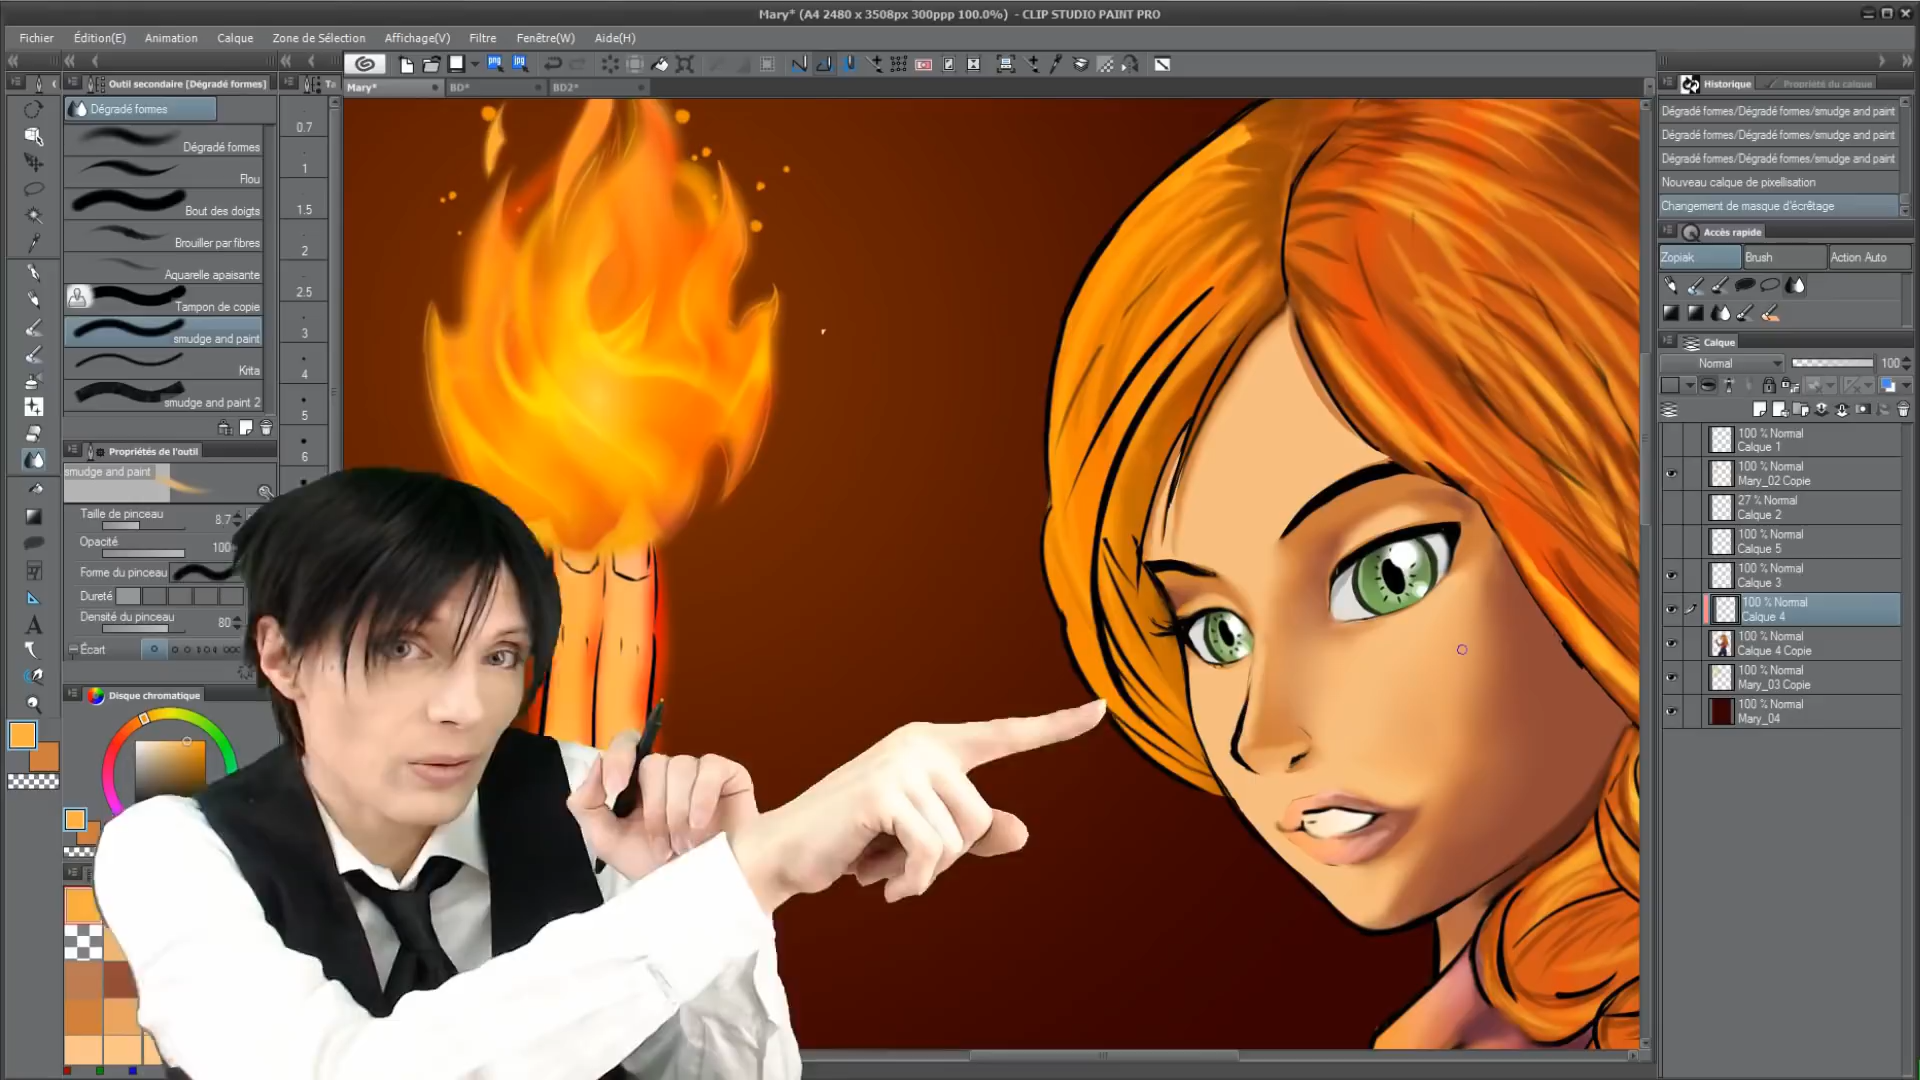 Mary* (A4 2480 x 3508px 300ppp 100.0%) - CLIP STUDIO PAINT PRO
Fichier Édition(E) Animation Calque Zone de Sélection Affichage(V) Filtre Fenêtre(W) Aide(H)
Outil secondaire [Dégradé formes]
Ta
Mary* BD* BD2*
Dégradé formes
Dégradé formes
Flou
Bout des doigts
Brouiller par fibres
Aquarelle apaisante
Tampon de copie
smudge and paint
Krita
smudge and paint 2
0.7
1
1.5
2
2.5
3
4
5
6
Propriétés de l'outil
smudge and paint
Taille de pinceau 8.7
Opacité 100
Forme du pinceau
Dureté
Densité du pinceau 80
Écart
Disque chromatique
Historique Propriété du calque
Dégradé formes/Dégradé formes/smudge and paint
Dégradé formes/Dégradé formes/smudge and paint
Dégradé formes/Dégradé formes/smudge and paint
Nouveau calque de pixellisation
Changement de masque d'écrêtage
Accès rapide
Zopiak Brush Action Auto
Calque
Normal 100
100 % Normal
Calque 1
100 % Normal
Mary_02 Copie
27 % Normal
Calque 2
100 % Normal
Calque 5
100 % Normal
Calque 3
100 % Normal
Calque 4
100 % Normal
Calque 4 Copie
100 % Normal
Mary_03 Copie
100 % Normal
Mary_04